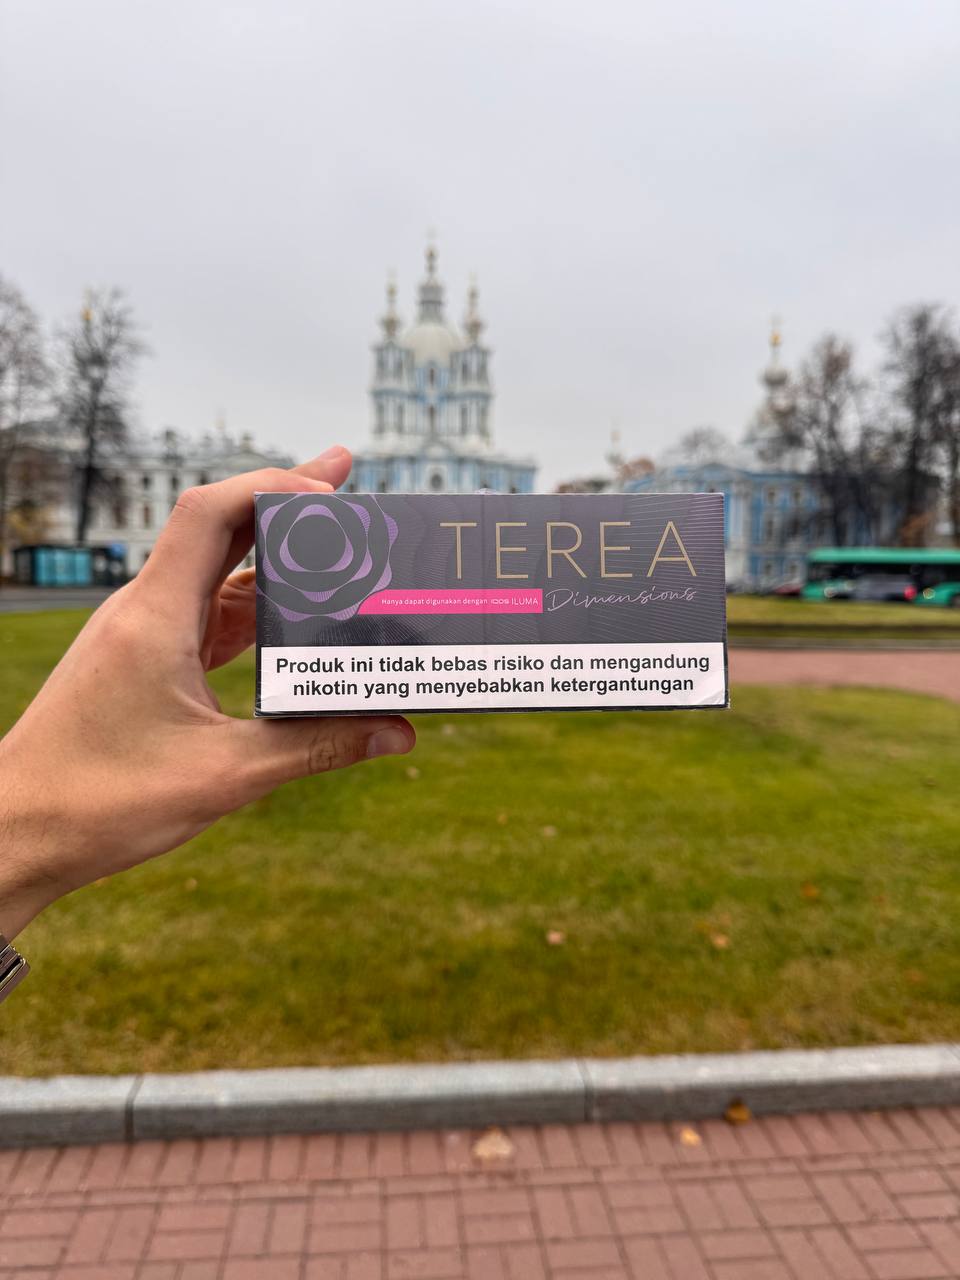 TEREA
Hanya dapat digunakan dengan IQOS ILUMA
Dimensions
Produk ini tidak bebas risiko dan mengandung
nikotin yang menyebabkan ketergantungan